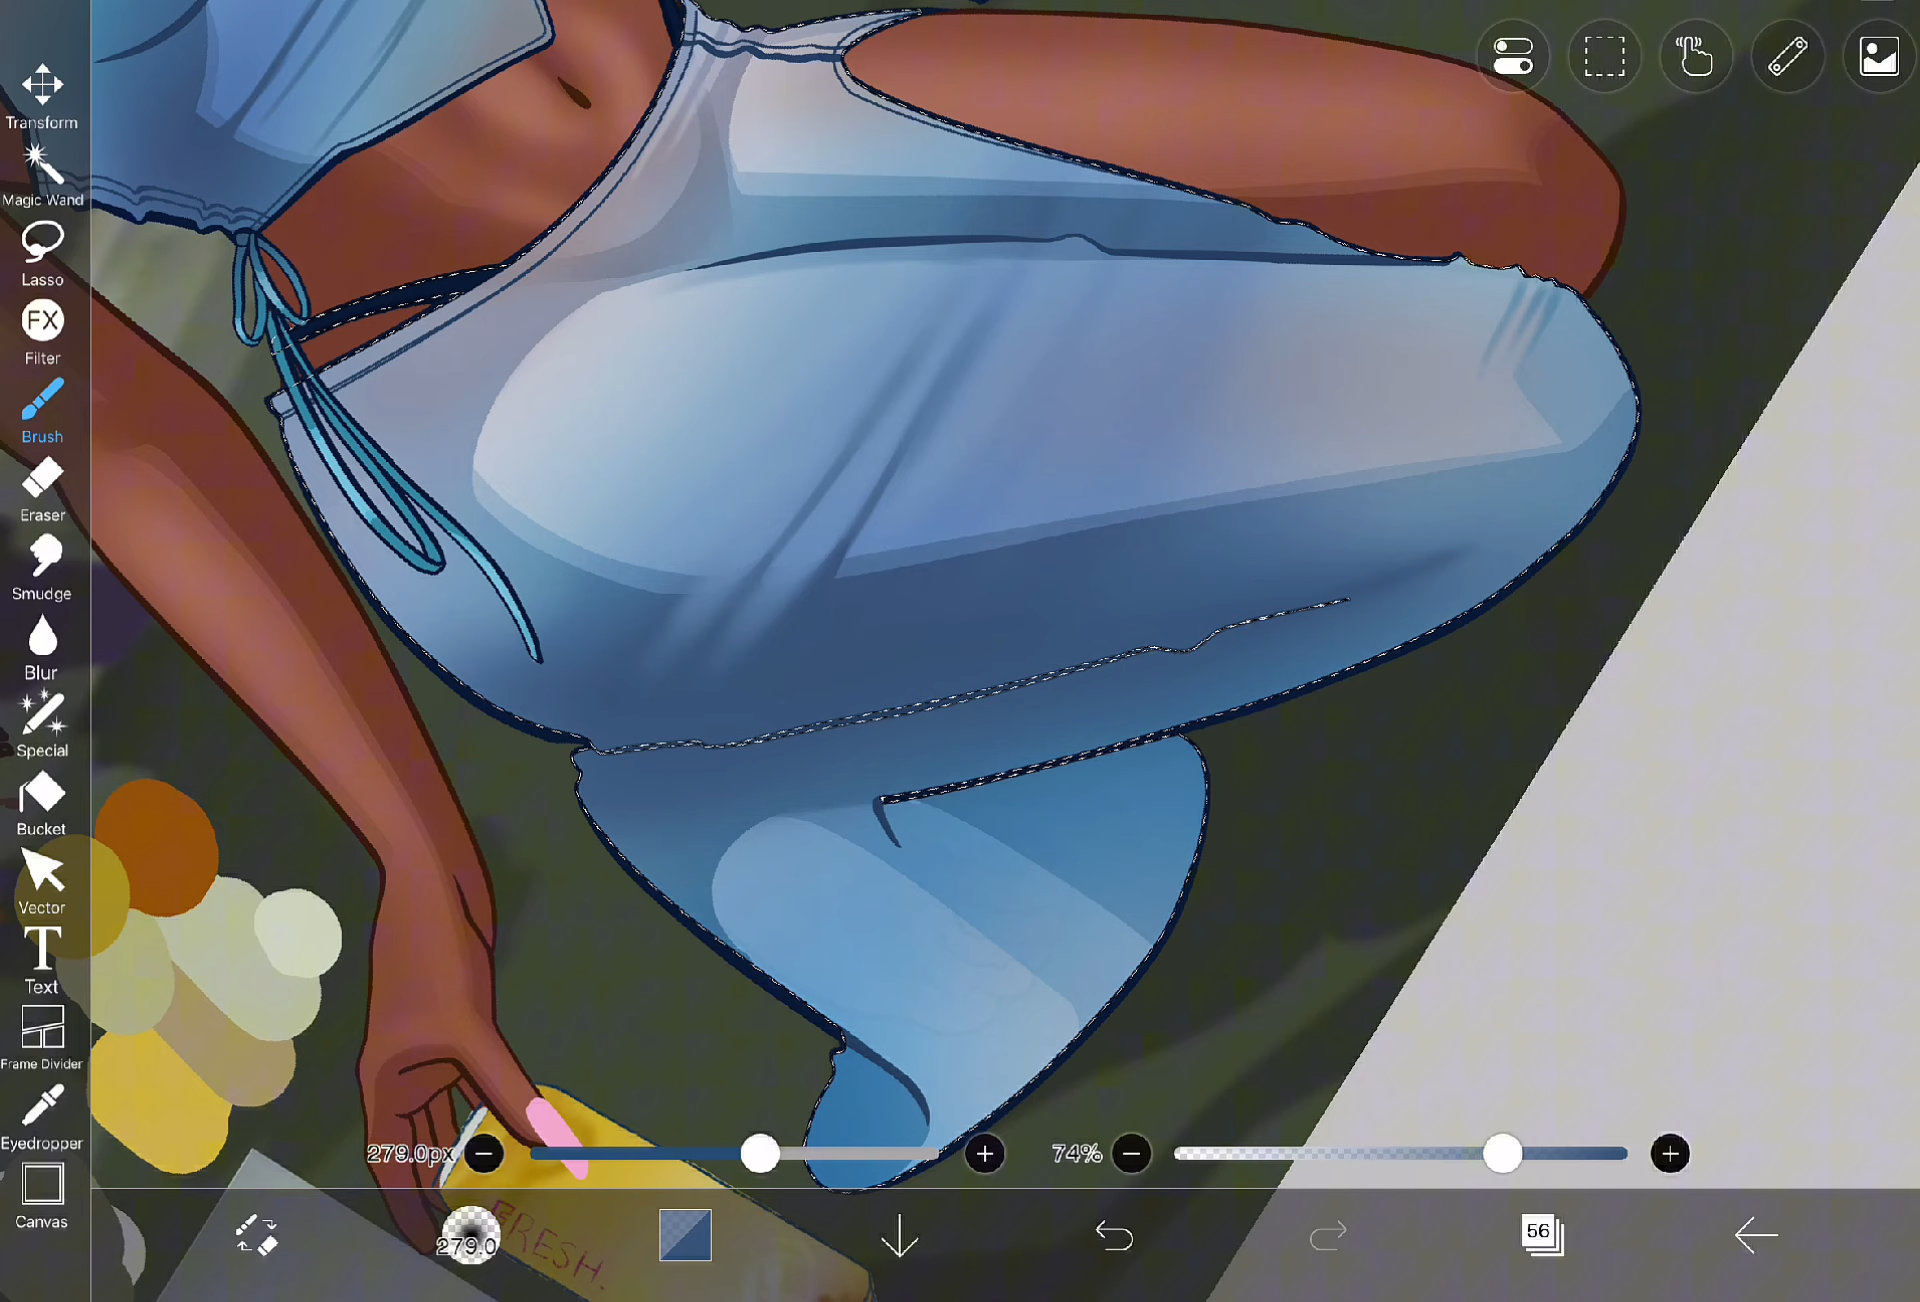 Transform
Magic Wand
Lasso
FX
Filter
Brush
Eraser
Smudge
Blur
Special
Bucket
Vector
T
Text
Frame Divider
Eyedropper
Canvas
279.0px
74%
279.0
56
FRESH.